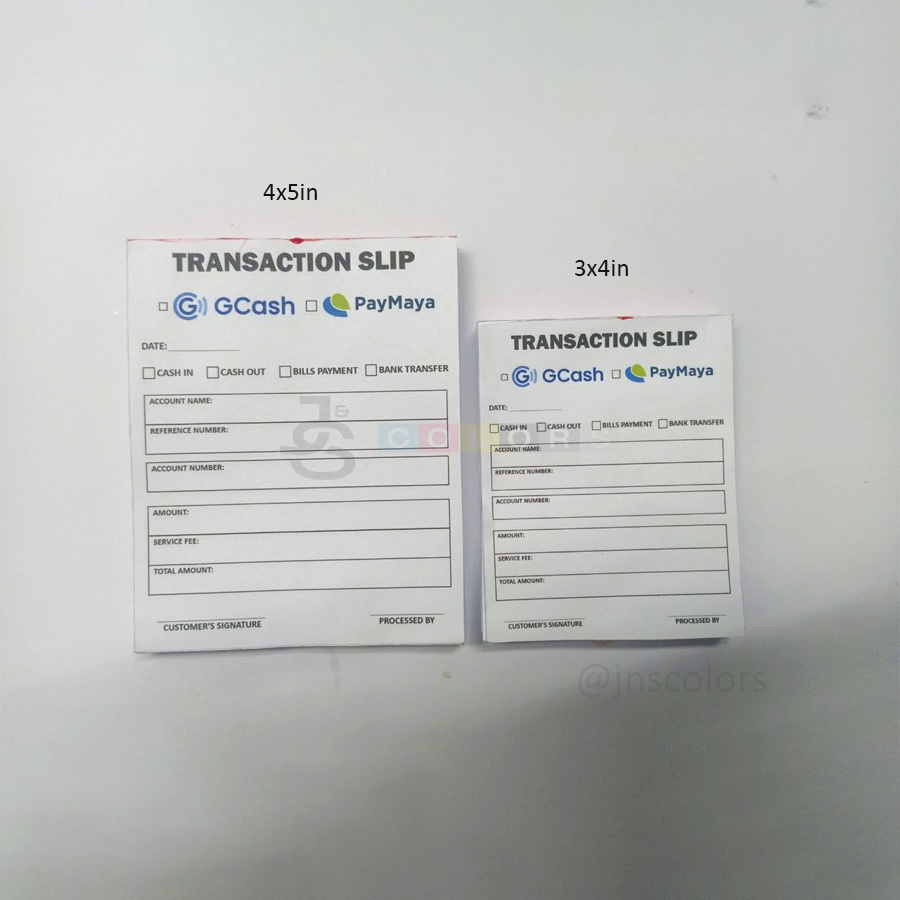 4x5in
TRANSACTION SLIP
GCash PayMaya
DATE:
CASH IN CASH OUT BILLS PAYMENT BANK TRANSFER
ACCOUNT NAME:
REFERENCE NUMBER:
ACCOUNT NUMBER:
AMOUNT:
SERVICE FEE:
TOTAL AMOUNT:
CUSTOMER'S SIGNATURE PROCESSED BY
3x4in
TRANSACTION SLIP
GCash PayMaya
DATE:
CASH IN CASH OUT BILLS PAYMENT BANK TRANSFER
ACCOUNT NAME:
REFERENCE NUMBER:
ACCOUNT NUMBER:
AMOUNT:
SERVICE FEE:
TOTAL AMOUNT:
CUSTOMER'S SIGNATURE PROCESSED BY
J&S COLORS
@jnscolors